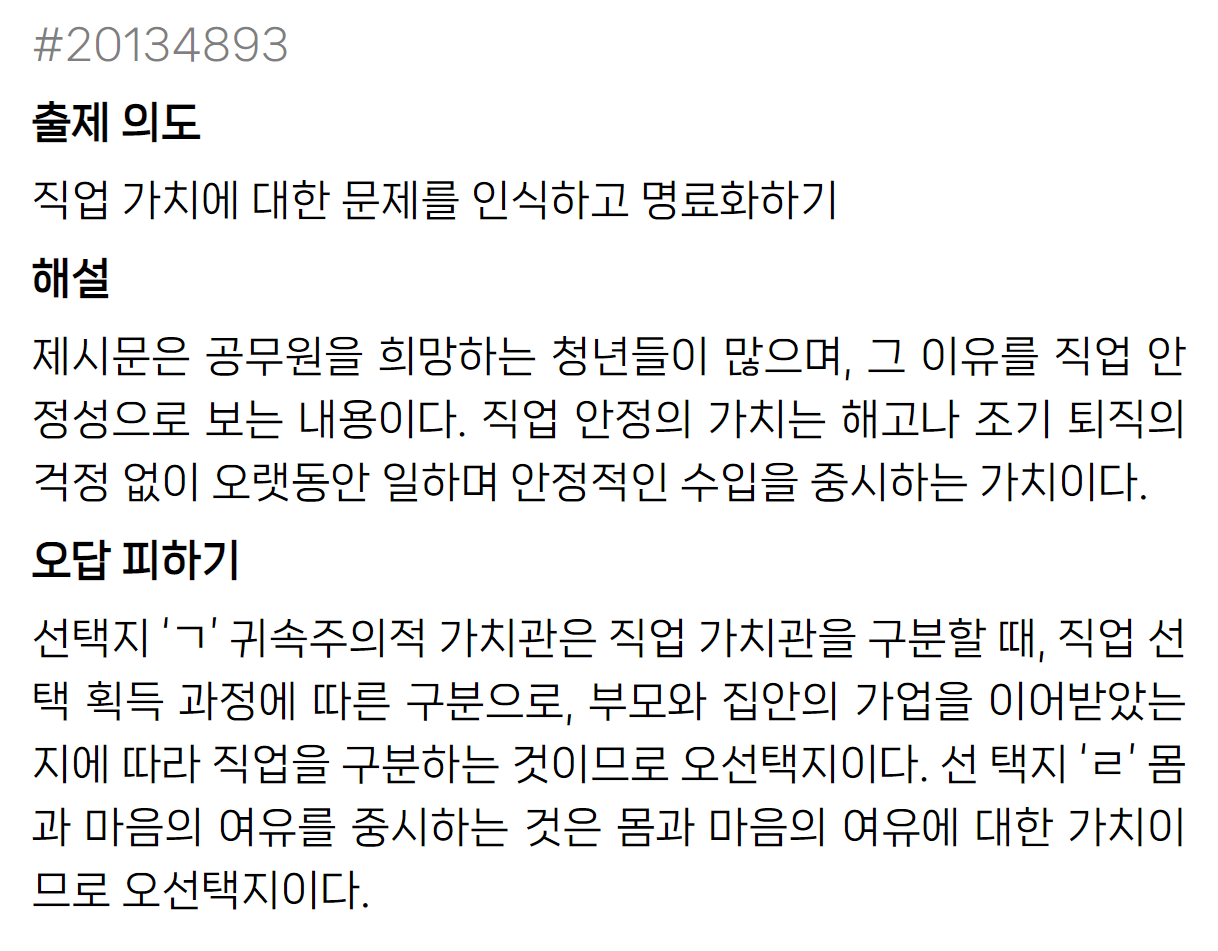 #20134893
출제 의도
직업 가치에 대한 문제를 인식하고 명료화하기
해설
제시문은 공무원을 희망하는 청년들이 많으며, 그 이유를 직업 안
정성으로 보는 내용이다. 직업 안정의 가치는 해고나 조기 퇴직의
걱정 없이 오랫동안 일하며 안정적인 수입을 중시하는 가치이다.
오답 피하기
선택지 ‘ㄱ’ 귀속주의적 가치관은 직업 가치관을 구분할 때, 직업 선
택 획득 과정에 따른 구분으로, 부모와 집안의 가업을 이어받았는
지에 따라 직업을 구분하는 것이므로 오선택지이다. 선 택지 ‘ㄹ’ 몸
과 마음의 여유를 중시하는 것은 몸과 마음의 여유에 대한 가치이
므로 오선택지이다.